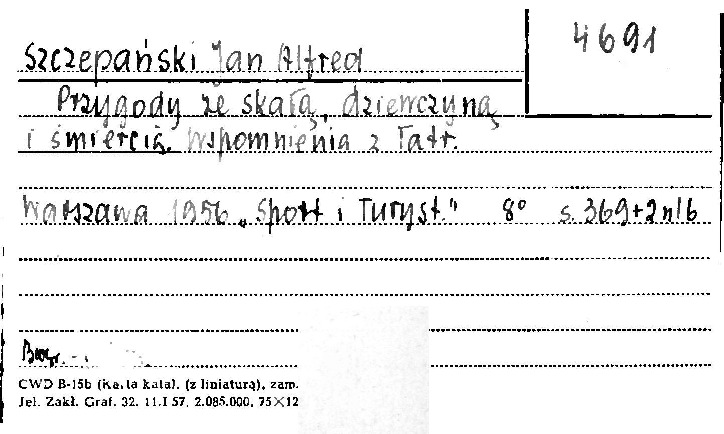 4691
Szczepański Jan Alfred
Przygody ze skałą, dziewczyną
i śmiercią. Wspomnienia z Tatr.
Warszawa 1956 „Sport i Turyst." 8° s. 369+2nlb
CWD B-15b (Karta katal. (z liniaturą), zam.
Jel. Zakł. Graf. 32. 11.I 57. 2.085.000, 75×12